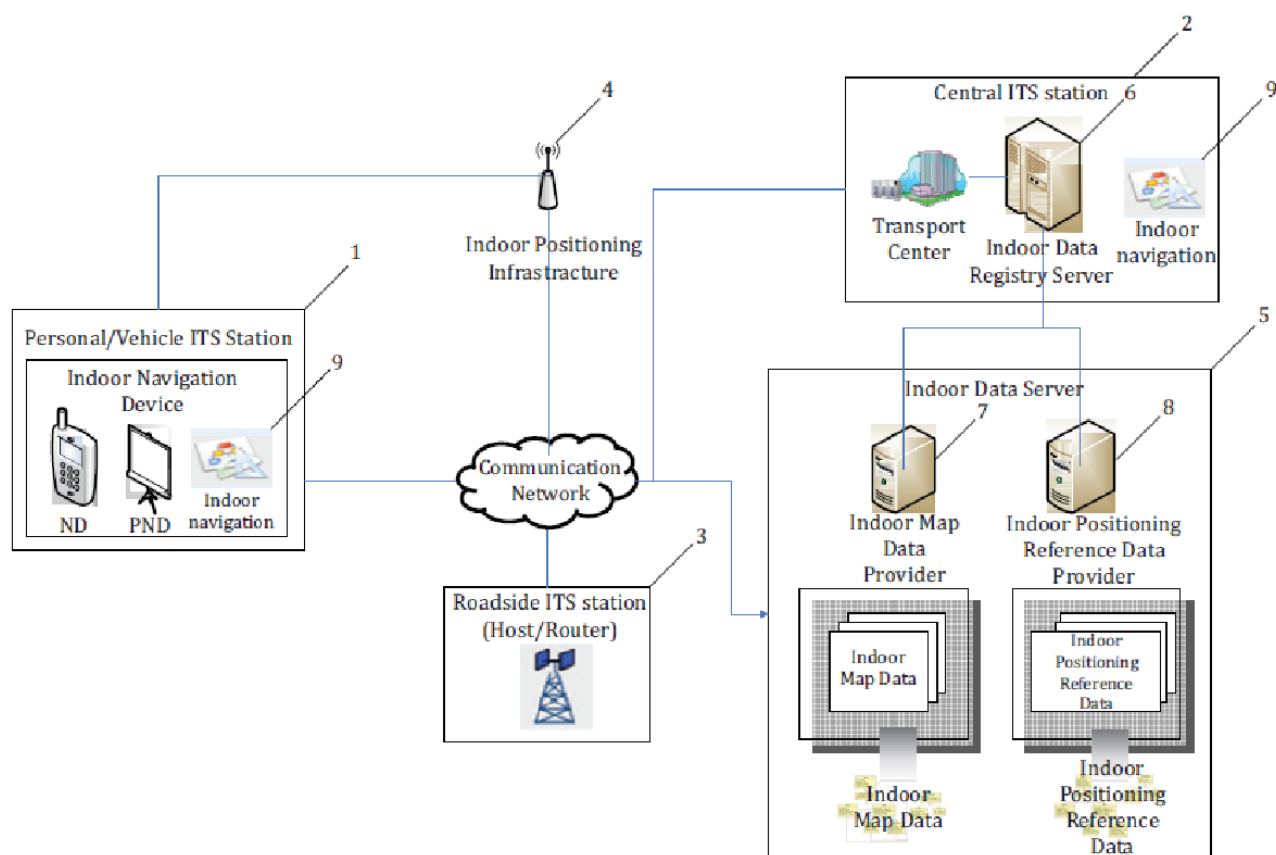 2
Central ITS station
6
9
Transport
Center
Indoor Data
Registry Server
Indoor
navigation
4
Indoor Positioning
Infrastracture
1
Personal/Vehicle ITS Station
Indoor Navigation
Device
9
ND
PND
Indoor
navigation
Communication
Network
3
Roadside ITS station
(Host/Router)
5
Indoor Data Server
7
8
Indoor Map
Data
Provider
Indoor Positioning
Reference Data
Provider
Indoor
Map Data
Indoor
Positioning
Reference
Data
Indoor
Map Data
Indoor
Positioning
Reference
Data